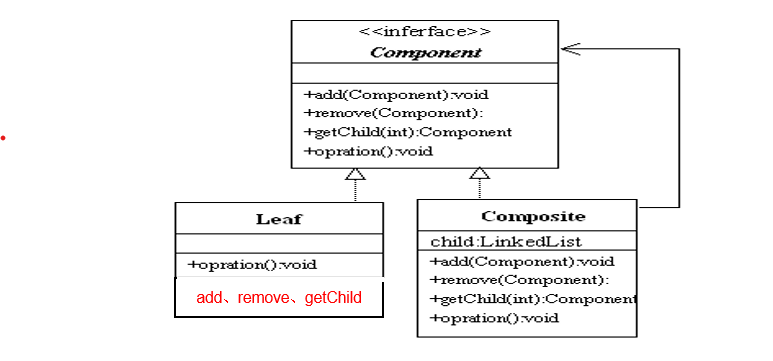 <<inferface>>
Component
+add(Component):void
+remove(Component):
+getChild(int):Component
+opration():void
Leaf
+opration():void
add、remove、getChild
Composite
child:LinkedList
+add(Component):void
+remove(Component):
+getChild(int):Component
+opration():void